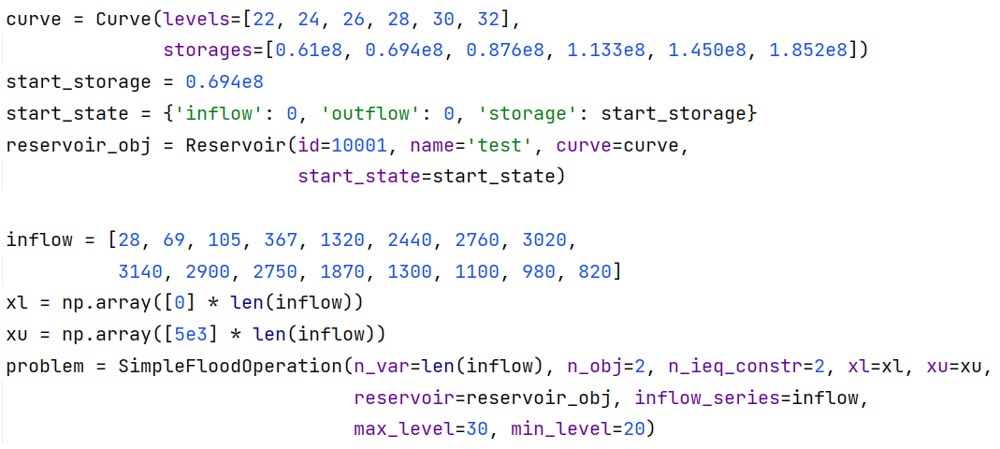 curve = Curve(levels=[22, 24, 26, 28, 30, 32],
              storages=[0.61e8, 0.694e8, 0.876e8, 1.133e8, 1.450e8, 1.852e8])
start_storage = 0.694e8
start_state = {'inflow': 0, 'outflow': 0, 'storage': start_storage}
reservoir_obj = Reservoir(id=10001, name='test', curve=curve,
                          start_state=start_state)

inflow = [28, 69, 105, 367, 1320, 2440, 2760, 3020,
          3140, 2900, 2750, 1870, 1300, 1100, 980, 820]
xl = np.array([0] * len(inflow))
xu = np.array([5e3] * len(inflow))
problem = SimpleFloodOperation(n_var=len(inflow), n_obj=2, n_ieq_constr=2, xl=xl, xu=xu,
                               reservoir=reservoir_obj, inflow_series=inflow,
                               max_level=30, min_level=20)